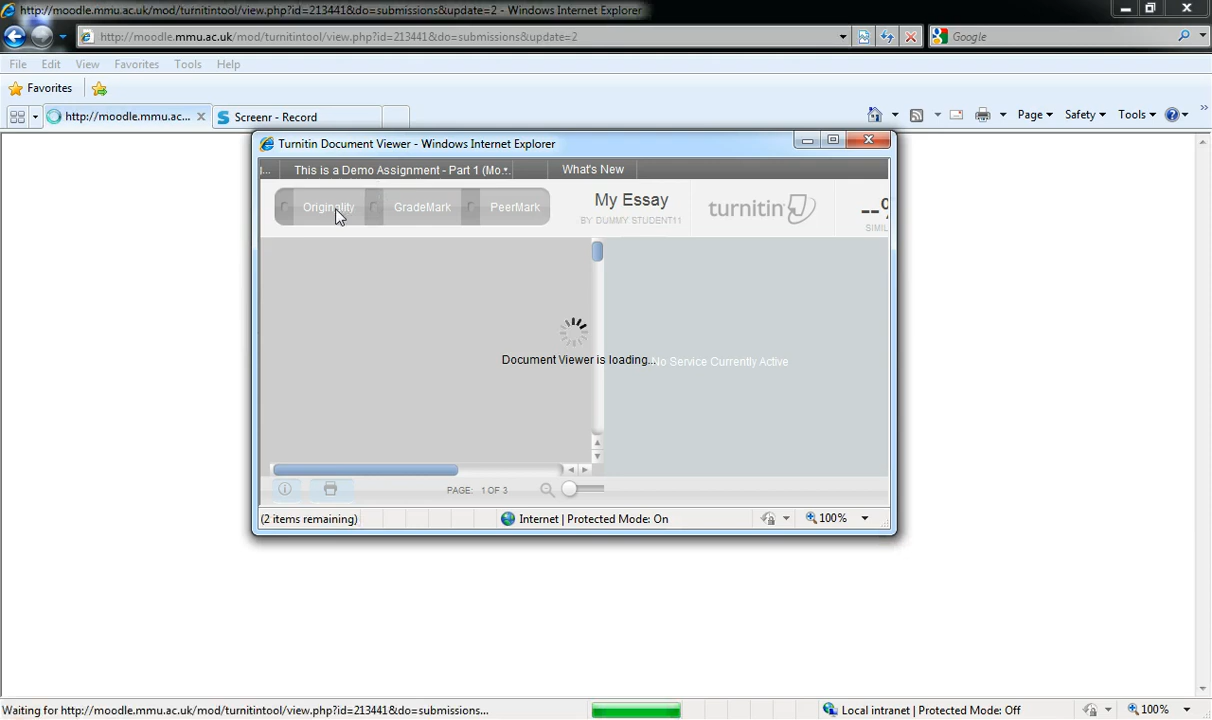 http://moodle.mmu.ac.uk/mod/turnitintool/view.php?id=213441&do=submissions&update=2 - Windows Internet Explorer
http://moodle.mmu.ac.uk/mod/turnitintool/view.php?id=213441&do=submissions&update=2
Google
File Edit View Favorites Tools Help
Favorites
http://moodle.mmu.ac...
Screenr - Record
Page Safety Tools
Turnitin Document Viewer - Windows Internet Explorer
... This is a Demo Assignment - Part 1 (Mo... What's New
Originality GradeMark PeerMark
My Essay
BY DUMMY STUDENT11
turnitin
--%
SIMIL
Document Viewer is loading...
No Service Currently Active
PAGE: 1 OF 3
(2 items remaining) Internet | Protected Mode: On 100%
Waiting for http://moodle.mmu.ac.uk/mod/turnitintool/view.php?id=213441&do=submissions... Local intranet | Protected Mode: Off 100%